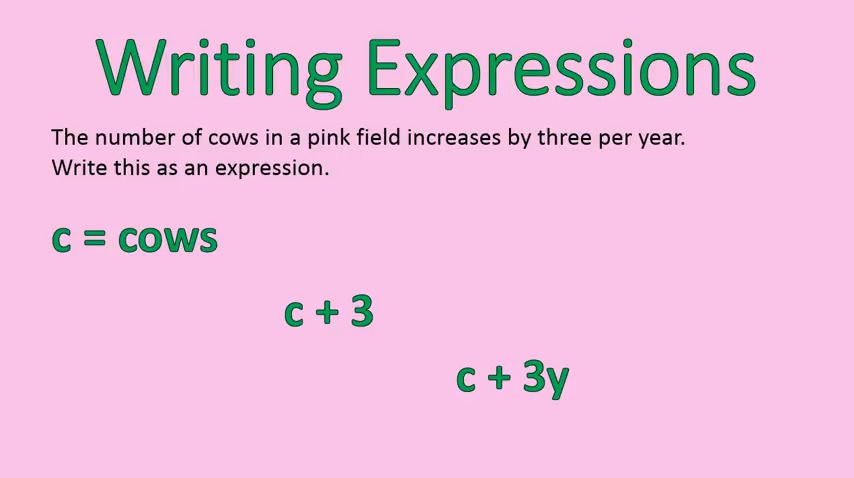 Writing Expressions
The number of cows in a pink field increases by three per year.
Write this as an expression.
c = cows
c + 3
c + 3y